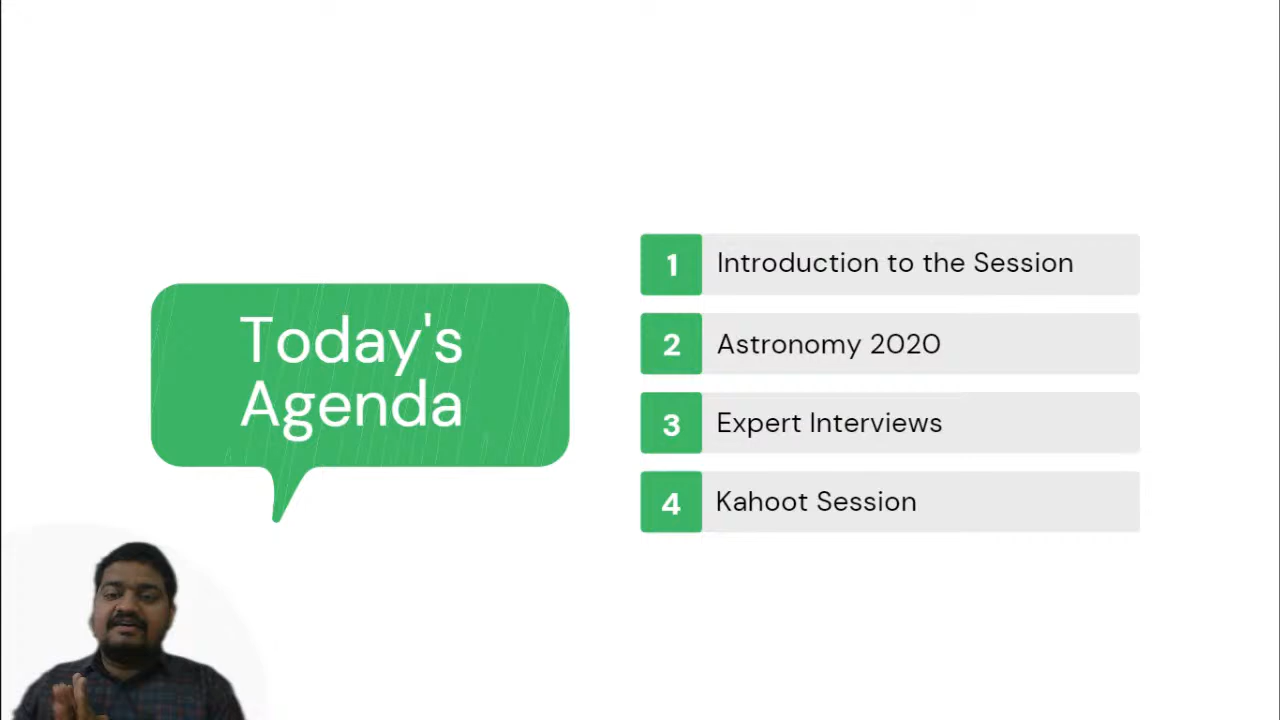 Today's
Agenda
1 Introduction to the Session
2 Astronomy 2020
3 Expert Interviews
4 Kahoot Session